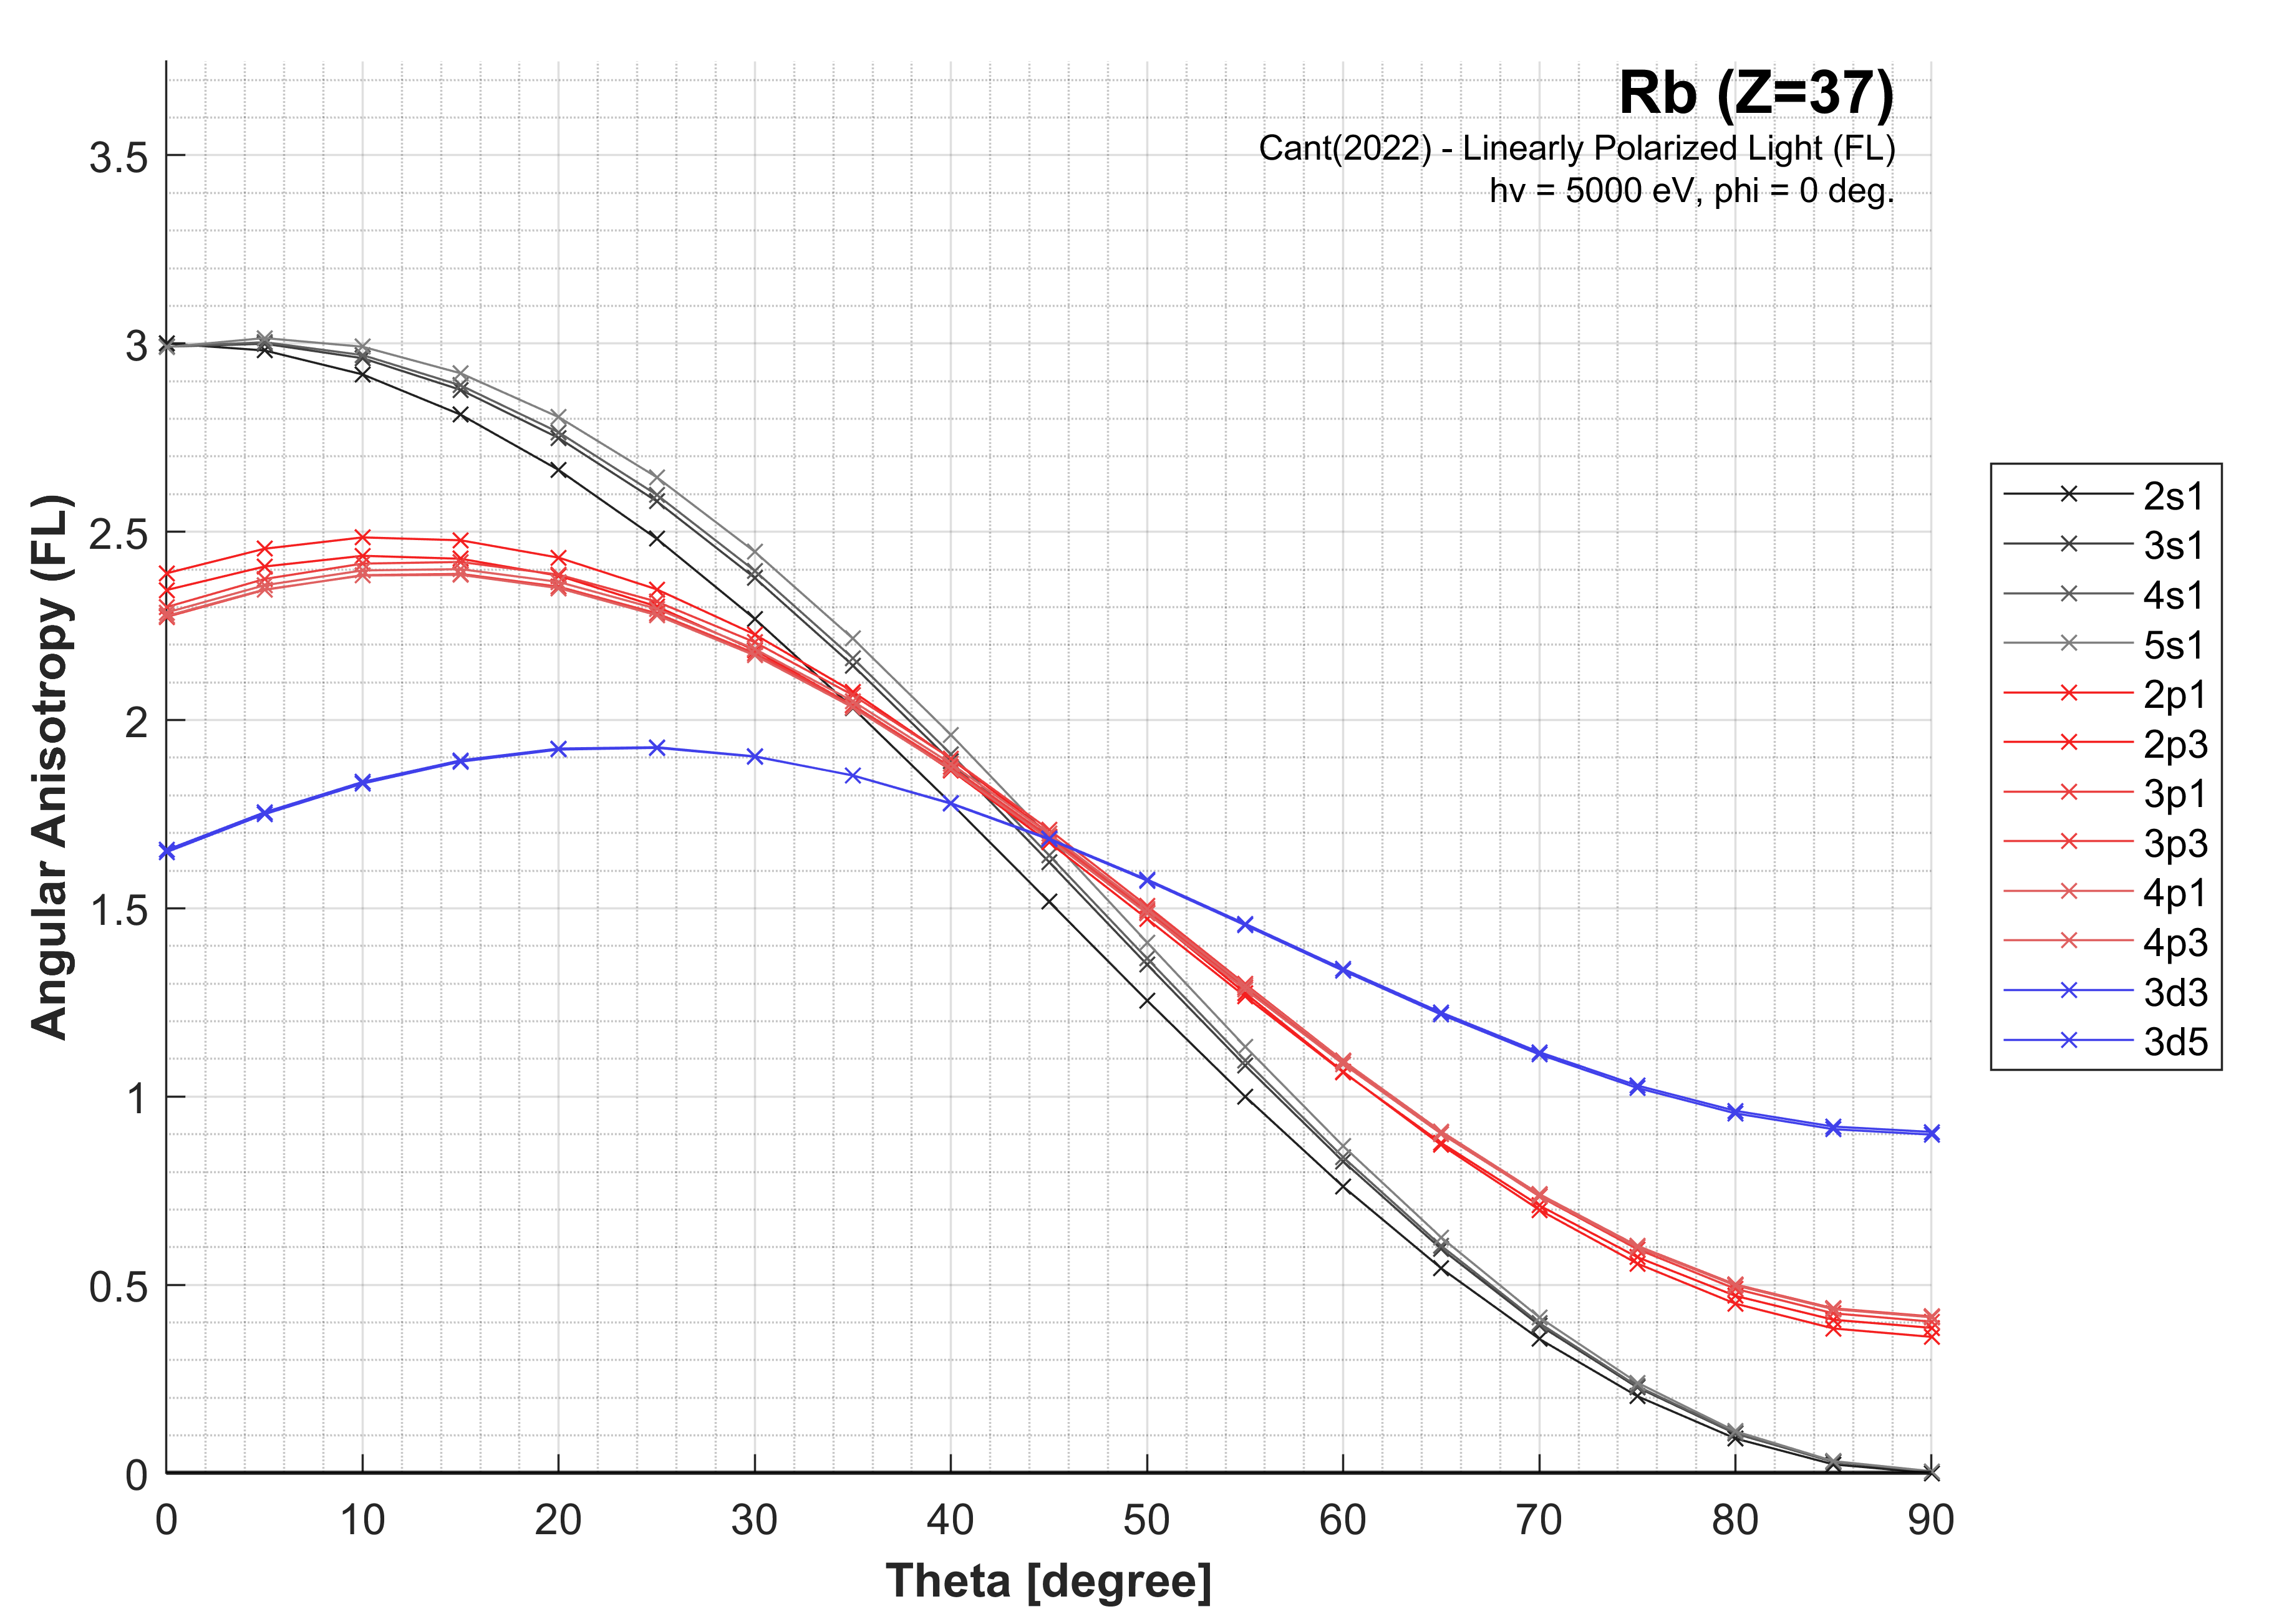 Rb (Z=37)
Cant(2022) - Linearly Polarized Light (FL)
hv = 5000 eV, phi = 0 deg.
Angular Anisotropy (FL)
3.5
3
2.5
2
1.5
1
0.5
0
0 10 20 30 40 50 60 70 80 90
Theta [degree]
2s1
3s1
4s1
5s1
2p1
2p3
3p1
3p3
4p1
4p3
3d3
3d5